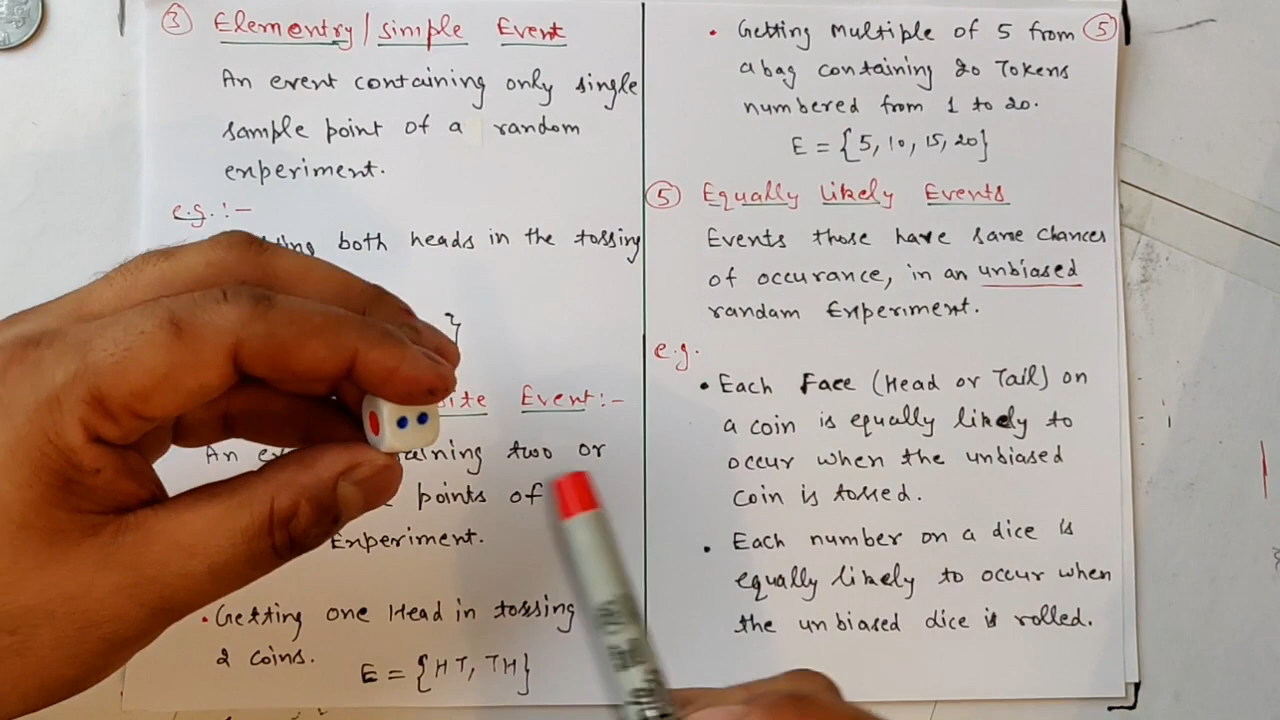 ③ Elementry/simple Event
An event containing only single
sample point of a random
experiment.
e.g. :-
both heads in the tossing
}
Event:-
An two or
points of
Experiment.
• Getting one Head in tossing
2 coins.
E = {HT, TH}
• Getting Multiple of 5 from ⑤
a bag containing 20 Tokens
numbered from 1 to 20.
E = {5, 10, 15, 20}
⑤ Equally Likely Events
Events those have same chances
of occurance, in an unbiased
randam Experiment.
e.g.
• Each Face (Head or Tail) on
a coin is equally likely to
occur when the unbiased
coin is tossed.
• Each number on a dice is
equally likely to occur when
the unbiased dice is rolled.